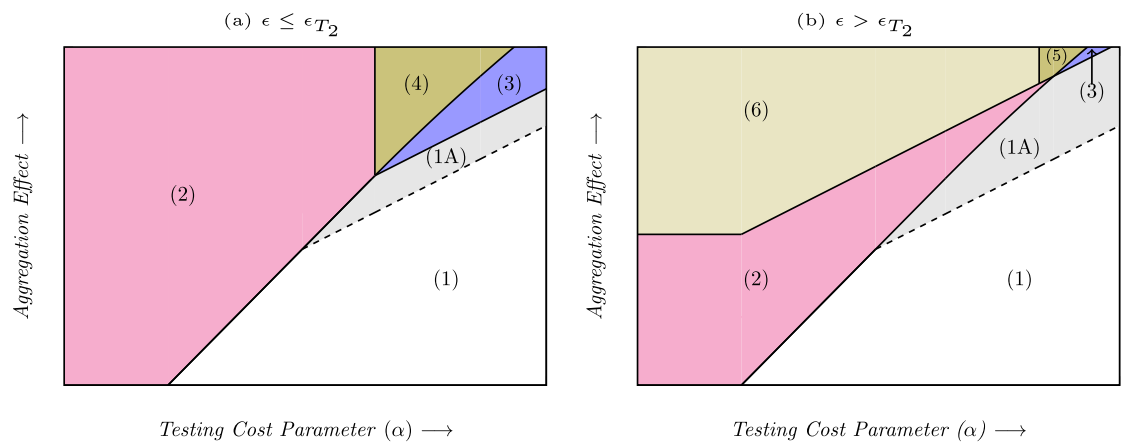 (a) ϵ ≤ ϵ_{T_2}
(4)
(3)
(1A)
(2)
(1)
Aggregation Effect ⟶
Testing Cost Parameter (α) ⟶
(b) ϵ > ϵ_{T_2}
(5)
(3)
(6)
(1A)
(2)
(1)
Aggregation Effect ⟶
Testing Cost Parameter (α) ⟶